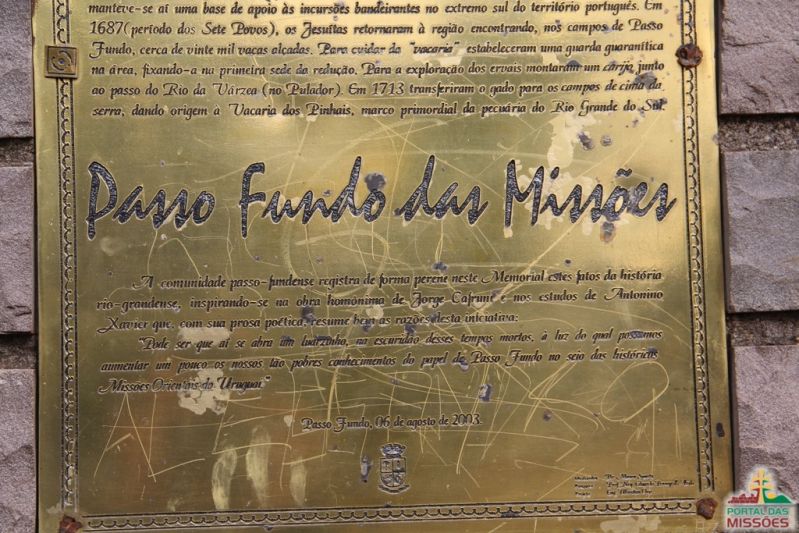 manteve-se aí uma base de apoio às incursões bandeirantes no extremo sul do território português. Em
1687(período dos Sete Povos), os Jesuítas retornaram à região encontrando, nos campos de Passo
Fundo, cerca de vinte mil vacas alçadas. Para cuidar da "vacaria" estabeleceram uma guarda guaranítica
na área, fixando-a na primeira sede da redução. Para a exploração dos ervais montaram um carijo junto
ao passo do Rio da Várzea (no Pulador). Em 1713 transferiram o gado para os campos de cima da
serra, dando origem à Vacaria dos Pinhais, marco primordial da pecuária do Rio Grande do Sul.
Passo Fundo das Missões
A comunidade passo-fundense registra de forma perene neste Memorial estes fatos da história
rio-grandense, inspirando-se na obra homônima de Jorge Cafrune e nos estudos de Antonino
Xavier que, com sua prosa poética, resume bem as razões desta iniciativa:
"Pode ser que aí se abra um luarzinho, na escuridão desses tempos mortos, à luz do qual possamos
aumentar um pouco os nossos tão pobres conhecimentos do papel de Passo Fundo no seio das históricas
Missões Orientais do Uruguai."
Passo Fundo, 06 de agosto de 2003.
PORTAL DAS
MISSÕES